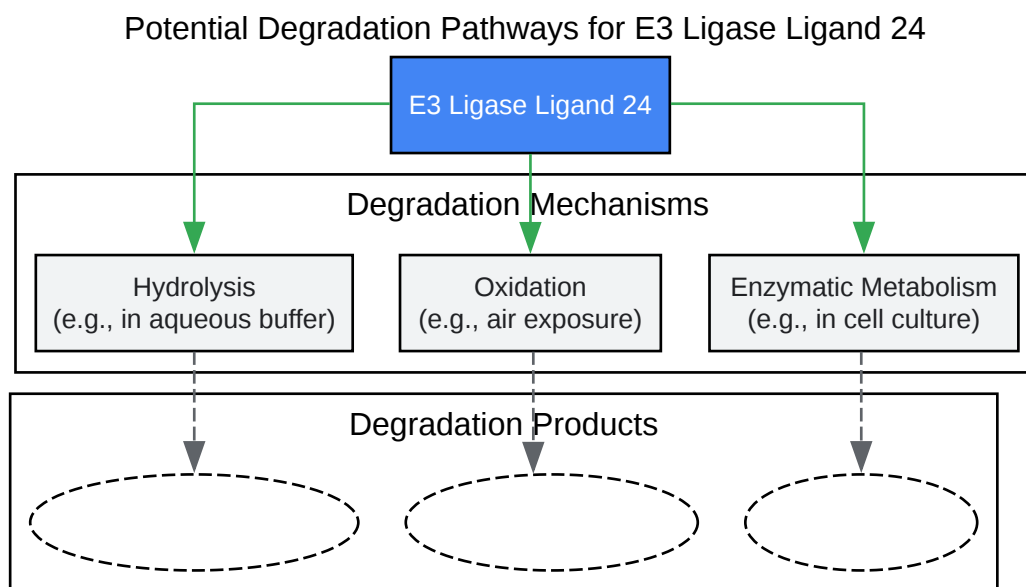 Potential Degradation Pathways for E3 Ligase Ligand 24
E3 Ligase Ligand 24
Degradation Mechanisms
Hydrolysis
(e.g., in aqueous buffer)
Oxidation
(e.g., air exposure)
Enzymatic Metabolism
(e.g., in cell culture)
Degradation Products